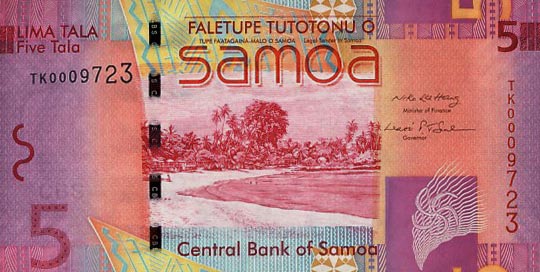 LIMA TALA
Five Tala
TK0009723
FALETUPE TUTOTONU O
TUPE FAATAGAINA-MALO O SAMOA Legal Tender in Samoa
samoa
5
Minister of Finance
Governor
TK0009723
5
Central Bank of Samoa